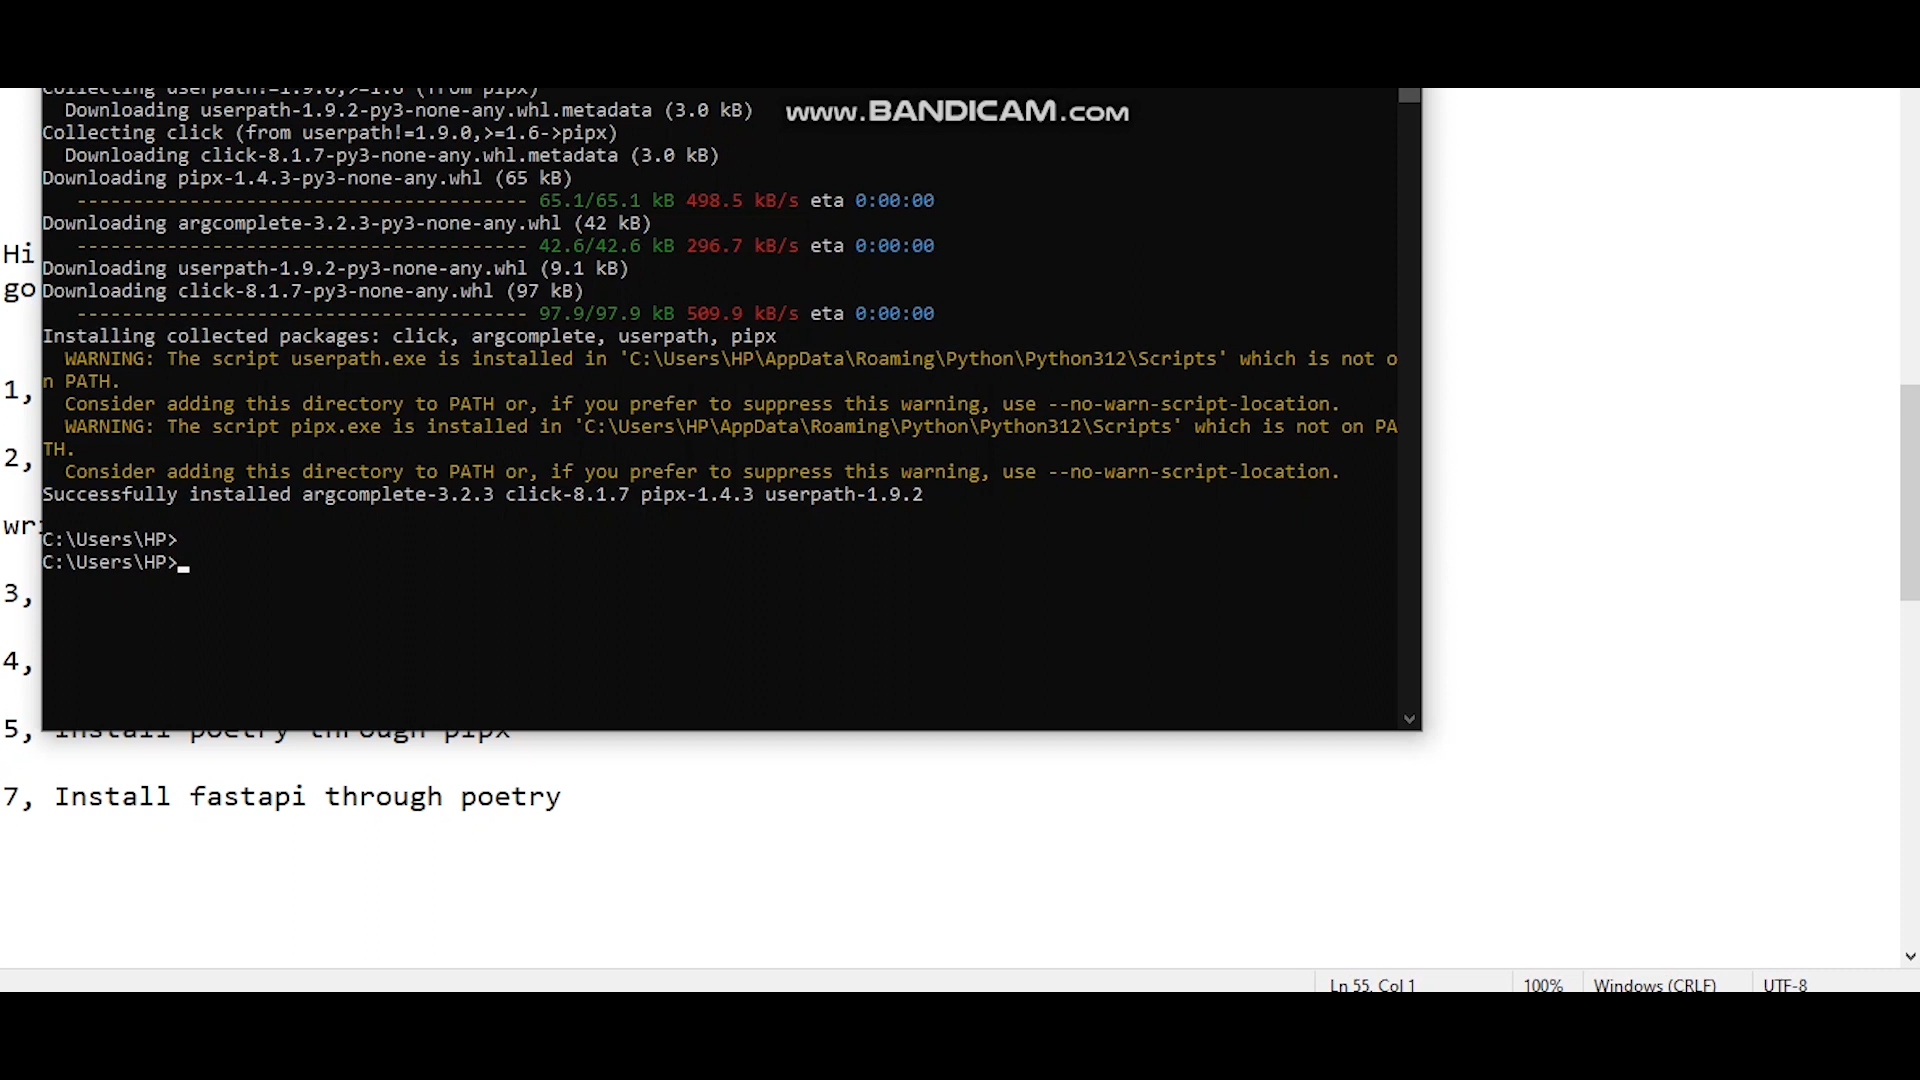 Collecting userpath!=1.9.0,>=1.6 (from pipx)
Downloading userpath-1.9.2-py3-none-any.whl.metadata (3.0 kB)
www.BANDICAM.com
Collecting click (from userpath!=1.9.0,>=1.6->pipx)
Downloading click-8.1.7-py3-none-any.whl.metadata (3.0 kB)
Downloading pipx-1.4.3-py3-none-any.whl (65 kB)
---------------------------------------- 65.1/65.1 kB 498.5 kB/s eta 0:00:00
Downloading argcomplete-3.2.3-py3-none-any.whl (42 kB)
---------------------------------------- 42.6/42.6 kB 296.7 kB/s eta 0:00:00
Downloading userpath-1.9.2-py3-none-any.whl (9.1 kB)
Downloading click-8.1.7-py3-none-any.whl (97 kB)
---------------------------------------- 97.9/97.9 kB 509.9 kB/s eta 0:00:00
Installing collected packages: click, argcomplete, userpath, pipx
WARNING: The script userpath.exe is installed in 'C:\Users\HP\AppData\Roaming\Python\Python312\Scripts' which is not o
n PATH.
Consider adding this directory to PATH or, if you prefer to suppress this warning, use --no-warn-script-location.
WARNING: The script pipx.exe is installed in 'C:\Users\HP\AppData\Roaming\Python\Python312\Scripts' which is not on PA
TH.
Consider adding this directory to PATH or, if you prefer to suppress this warning, use --no-warn-script-location.
Successfully installed argcomplete-3.2.3 click-8.1.7 pipx-1.4.3 userpath-1.9.2
C:\Users\HP>
C:\Users\HP>
Hi
go
1,
2,
3,
4,
5, Install poetry through pipx
7, Install fastapi through poetry
Ln 55, Col 1
100%
Windows (CRLF)
UTF-8